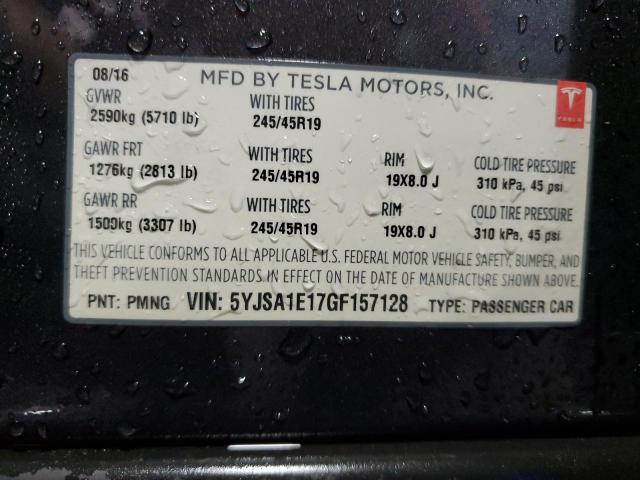 08/16 MFD BY TESLA MOTORS, INC.
GVWR WITH TIRES
2590kg (5710 lb) 245/45R19
TESLA
GAWR FRT WITH TIRES RIM COLD TIRE PRESSURE
1276kg (2813 lb) 245/45R19 19X8.0 J 310 kPa, 45 psi
GAWR RR WITH TIRES RIM COLD TIRE PRESSURE
1500kg (3307 lb) 245/45R19 19X8.0 J 310 kPa, 45 psi
THIS VEHICLE CONFORMS TO ALL APPLICABLE U.S. FEDERAL MOTOR VEHICLE SAFETY, BUMPER, AND
THEFT PREVENTION STANDARDS IN EFFECT ON THE DATE OF MANUFACTURE SHOWN ABOVE.
PNT: PMNG VIN: 5YJSA1E17GF157128 TYPE: PASSENGER CAR